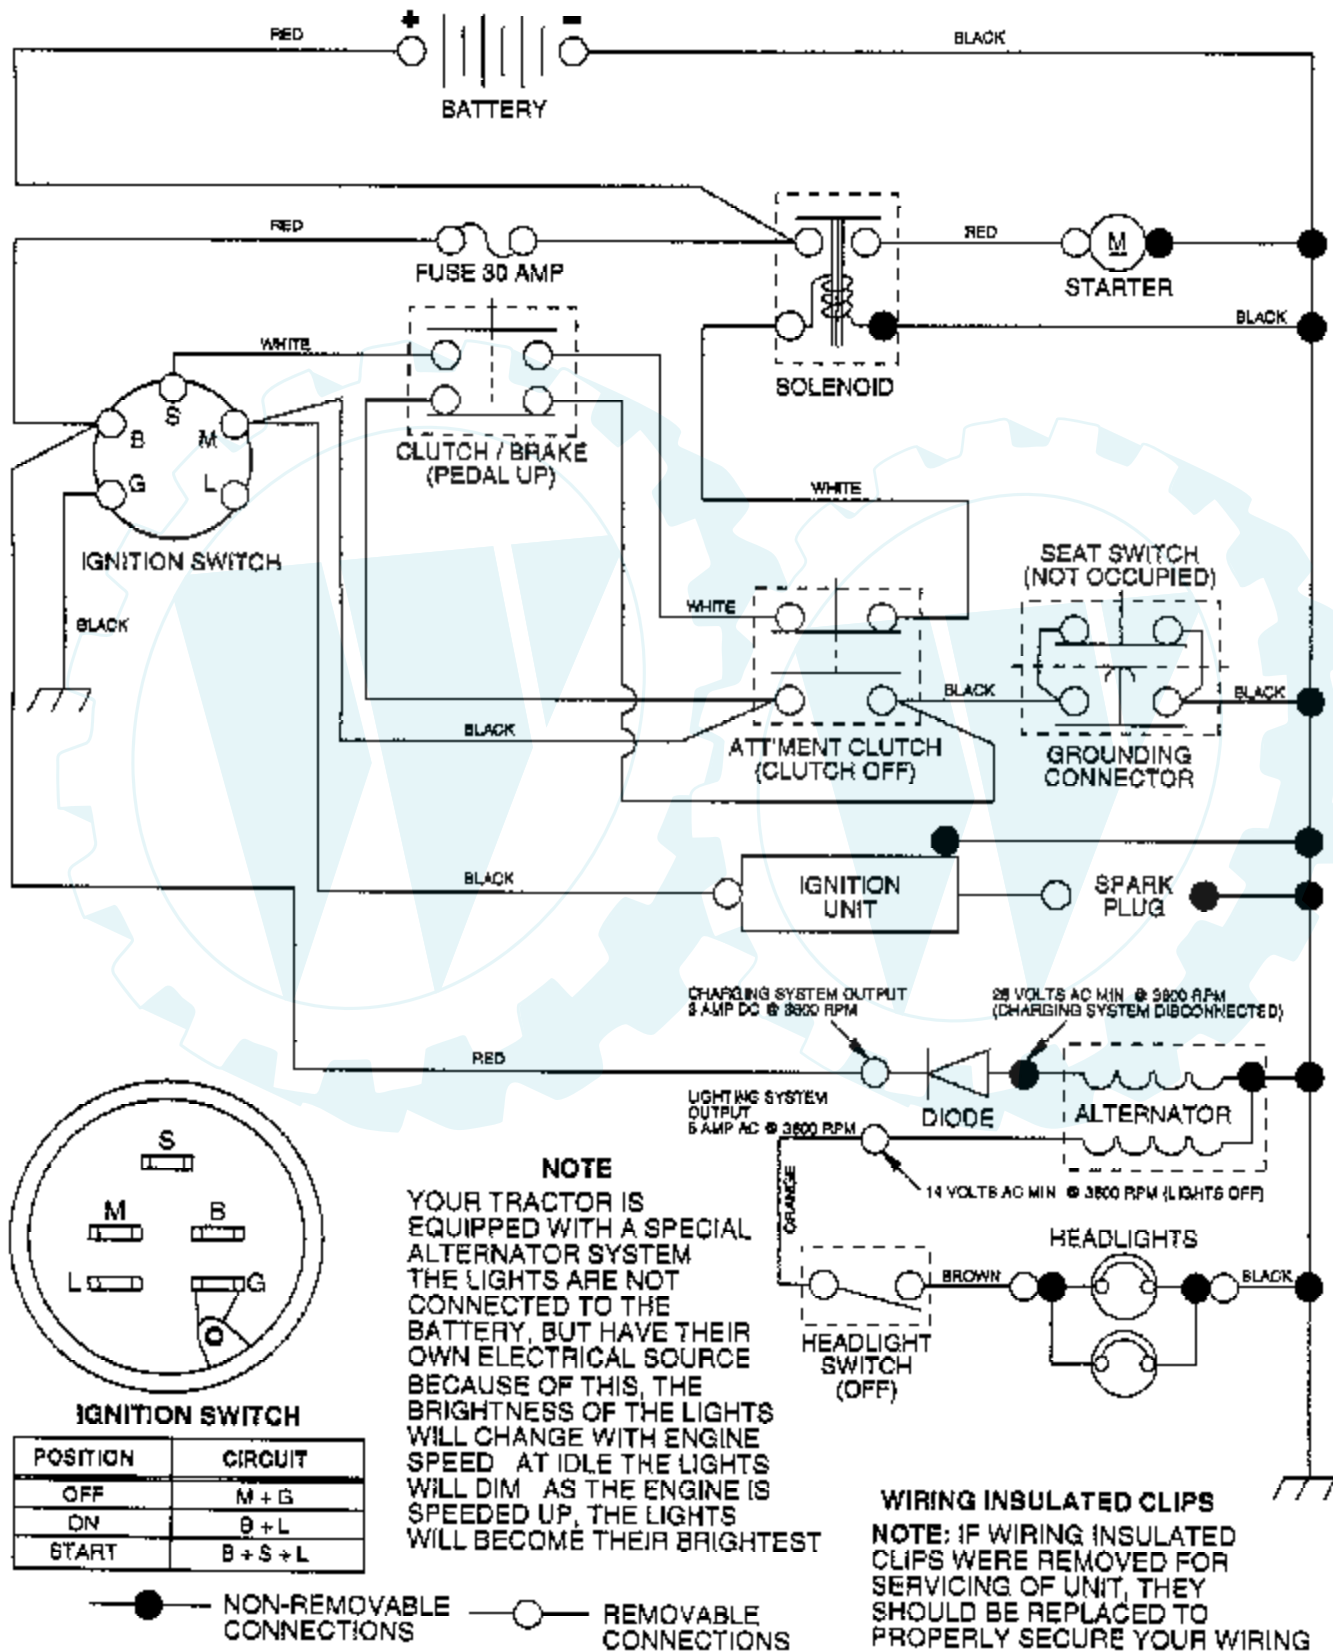 + −
RED
BLACK
BATTERY
RED
RED
M
FUSE 30 AMP
STARTER
WHITE
BLACK
SOLENOID
S
B
M
G
L
CLUTCH / BRAKE
(PEDAL UP)
WHITE
IGNITION SWITCH
SEAT SWITCH
(NOT OCCUPIED)
WHITE
BLACK
BLACK
BLACK
BLACK
ATT'MENT CLUTCH
(CLUTCH OFF)
GROUNDING
CONNECTOR
BLACK
IGNITION
UNIT
SPARK
PLUG
CHARGING SYSTEM OUTPUT
3 AMP DC @ 3600 RPM
28 VOLTS AC MIN @ 3600 RPM
(CHARGING SYSTEM DISCONNECTED)
RED
LIGHTING SYSTEM
OUTPUT
5 AMP AC @ 3600 RPM
DIODE
ALTERNATOR
ORANGE
14 VOLTS AC MIN @ 3600 RPM (LIGHTS OFF)
HEADLIGHTS
BROWN
BLACK
HEADLIGHT
SWITCH
(OFF)
S
M
B
L
G
IGNITION SWITCH
POSITION CIRCUIT
OFF M + G
ON B + L
START B + S + L
NOTE
YOUR TRACTOR IS
EQUIPPED WITH A SPECIAL
ALTERNATOR SYSTEM
THE LIGHTS ARE NOT
CONNECTED TO THE
BATTERY, BUT HAVE THEIR
OWN ELECTRICAL SOURCE
BECAUSE OF THIS, THE
BRIGHTNESS OF THE LIGHTS
WILL CHANGE WITH ENGINE
SPEED AT IDLE THE LIGHTS
WILL DIM AS THE ENGINE IS
SPEEDED UP, THE LIGHTS
WILL BECOME THEIR BRIGHTEST
WIRING INSULATED CLIPS
NOTE: IF WIRING INSULATED
CLIPS WERE REMOVED FOR
SERVICING OF UNIT, THEY
SHOULD BE REPLACED TO
PROPERLY SECURE YOUR WIRING
NON-REMOVABLE
CONNECTIONS
REMOVABLE
CONNECTIONS